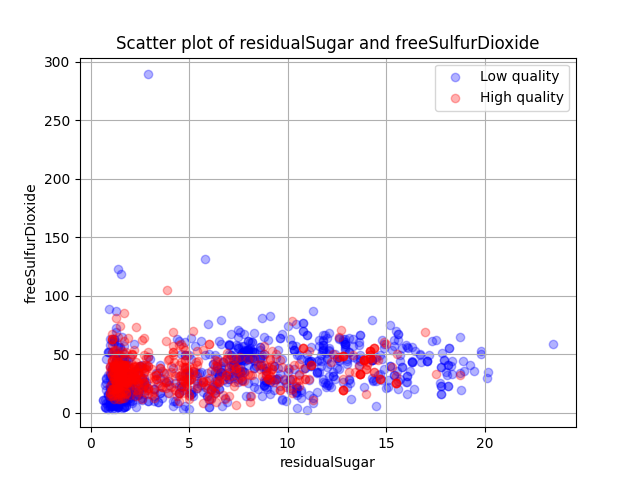 Scatter plot of residualSugar and freeSulfurDioxide
Low quality
High quality
300
250
200
150
100
50
0
freeSulfurDioxide
0 5 10 15 20
residualSugar